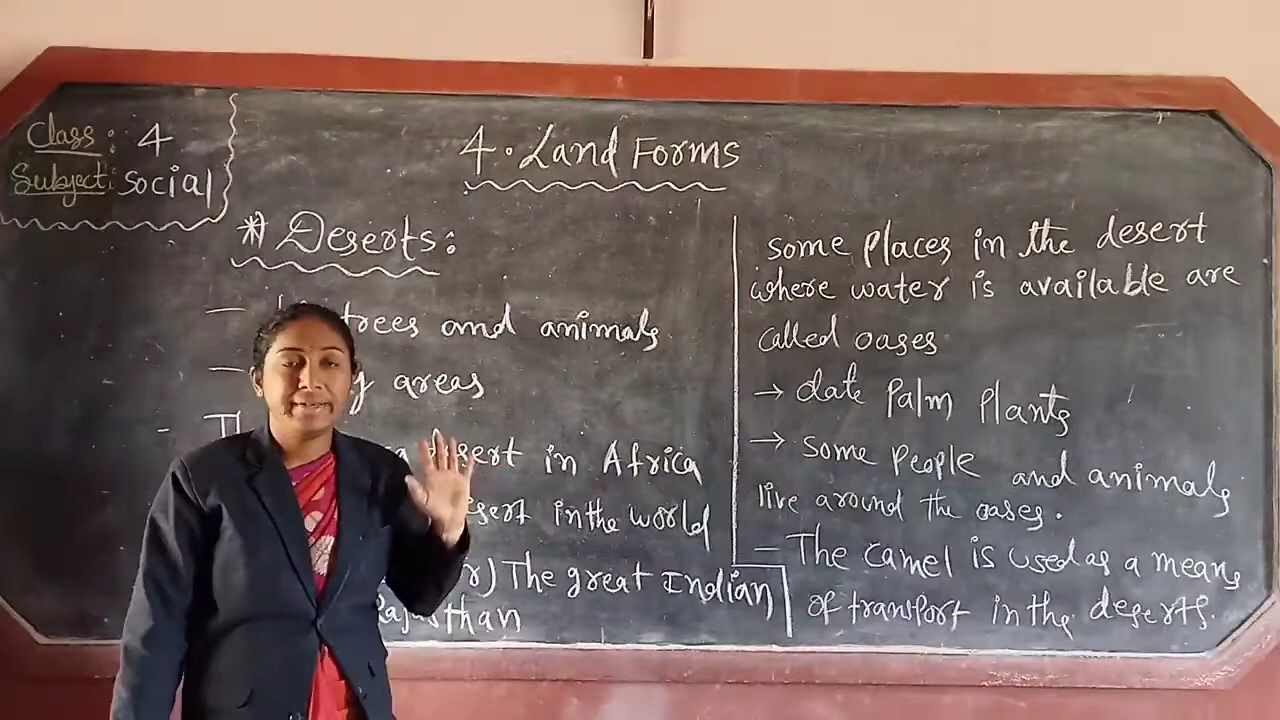 Class: 4
Subject: Social
4. Land Forms
* Deserts:
- trees and animals
- areas
desert in Africa
desert in the world
The great Indian
Rajasthan
some places in the desert
where water is available are
called oases
→ date palm plants
→ some people and animals
live around the oases.
- The camel is used as a means
of transport in the deserts.